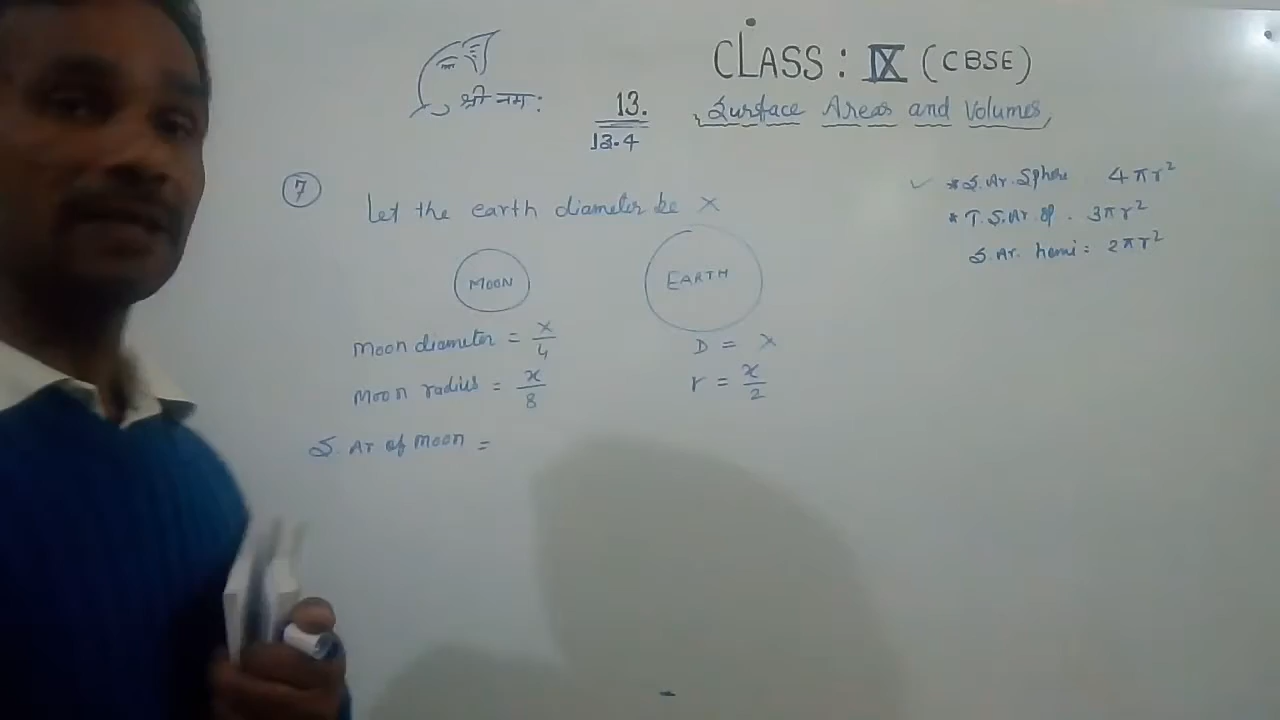 CLASS : IX (CBSE)
श्री नमः
13. Surface Areas and Volumes
13.4
7 Let the earth diameter be x
* S. Ar. Sphere 4πr²
* T. S. Ar. of . 3πr²
S. Ar. hemi = 2πr²
MOON
EARTH
Moon diameter = x/4
D = x
Moon radius = x/8
r = x/2
S. Ar of moon =